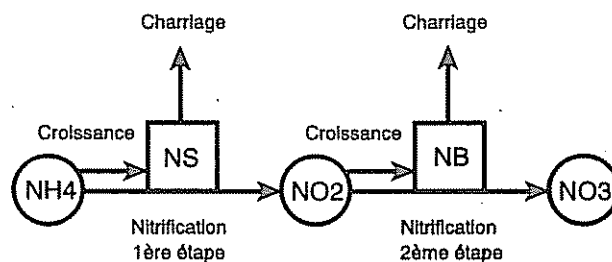 Charriage
Charriage
Croissance
NS
Croissance
NB
NH4
NO2
NO3
Nitrification
1ère étape
Nitrification
2ème étape